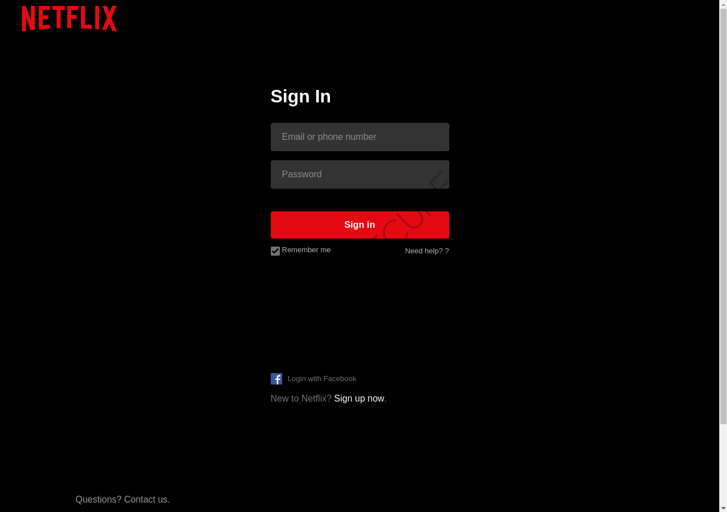 NETFLIX
Sign In
Email or phone number
Password
Sign in
Remember me
Need help? ?
Login with Facebook
New to Netflix? Sign up now.
Questions? Contact us.